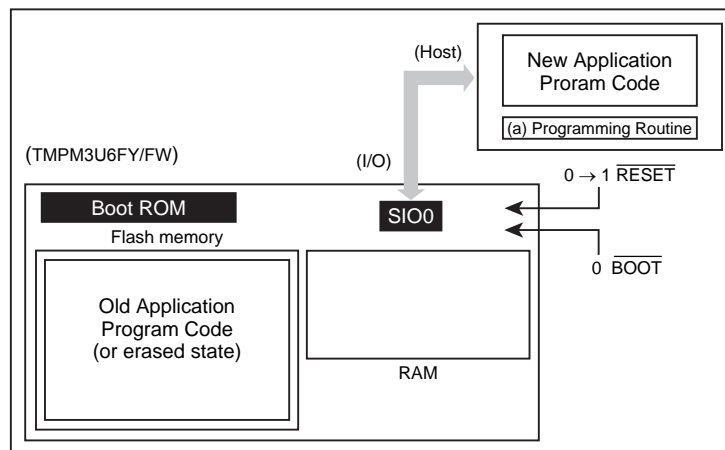 (Host)
New Application
Proram Code
(a) Programming Routine
(TMPM3U6FY/FW)
(I/O)
0 → 1 RESET
Boot ROM
SIO0
Flash memory
0 BOOT
Old Application
Program Code
(or erased state)
RAM